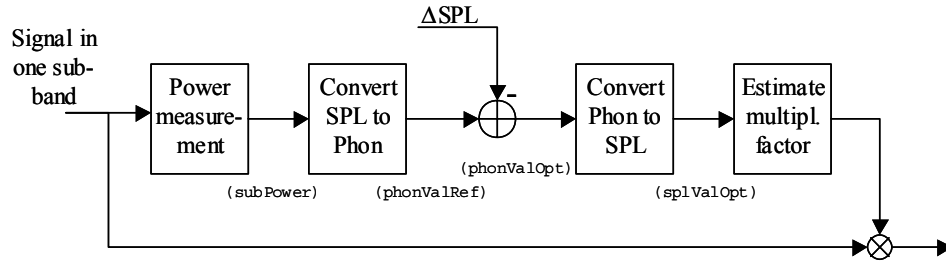 Signal in
one sub-
band
ΔSPL
-
Power
measure-
ment
Convert
SPL to
Phon
Convert
Phon to
SPL
Estimate
multipl.
factor
(subPower)
(phonValRef)
(phonValOpt)
(splValOpt)